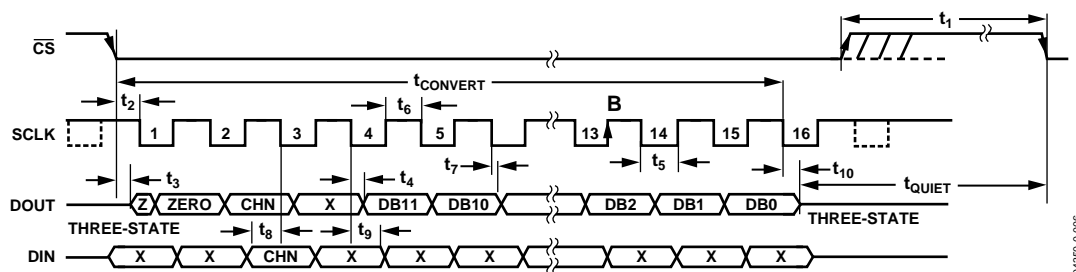 t1
CS
tCONVERT
t2
t6
B
SCLK
1 2 3 4 5 13 14 15 16
t7
t5
t10
t3
t4
tQUIET
DOUT
Z ZERO CHN X DB11 DB10 DB2 DB1 DB0
THREE-STATE
THREE-STATE
t8
t9
DIN
X X CHN X X X X X X